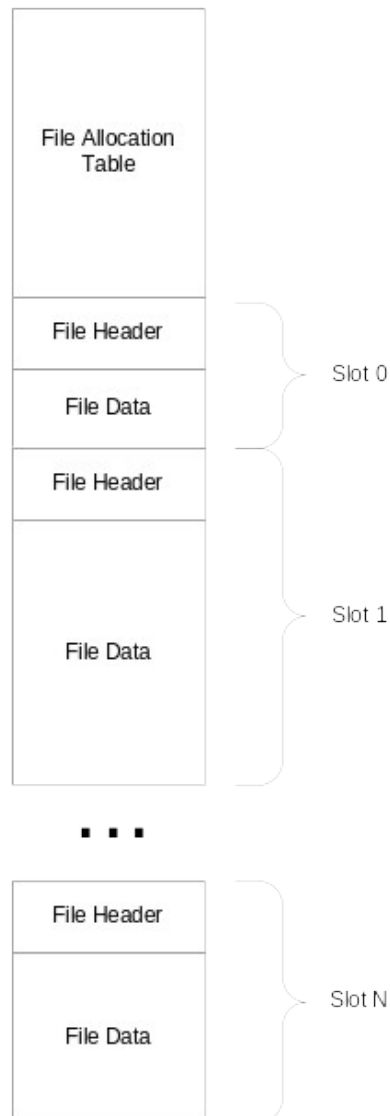 File Allocation
Table
File Header
Slot 0
File Data
File Header
Slot 1
File Data
...
File Header
Slot N
File Data